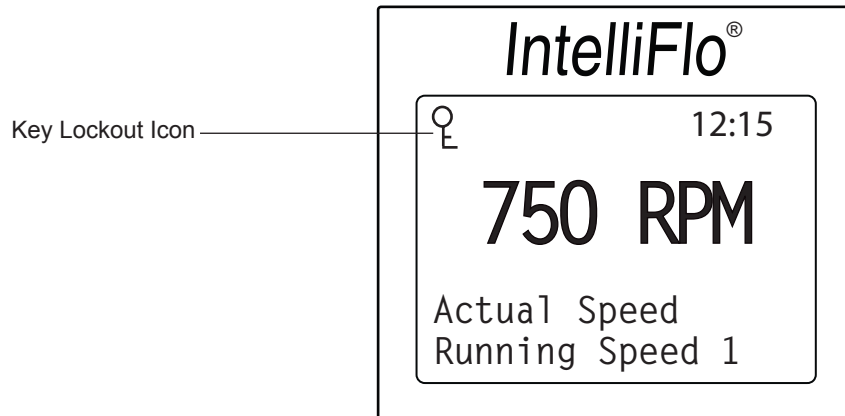 IntelliFlo®
Key Lockout Icon
12:15
750 RPM
Actual Speed
Running Speed 1